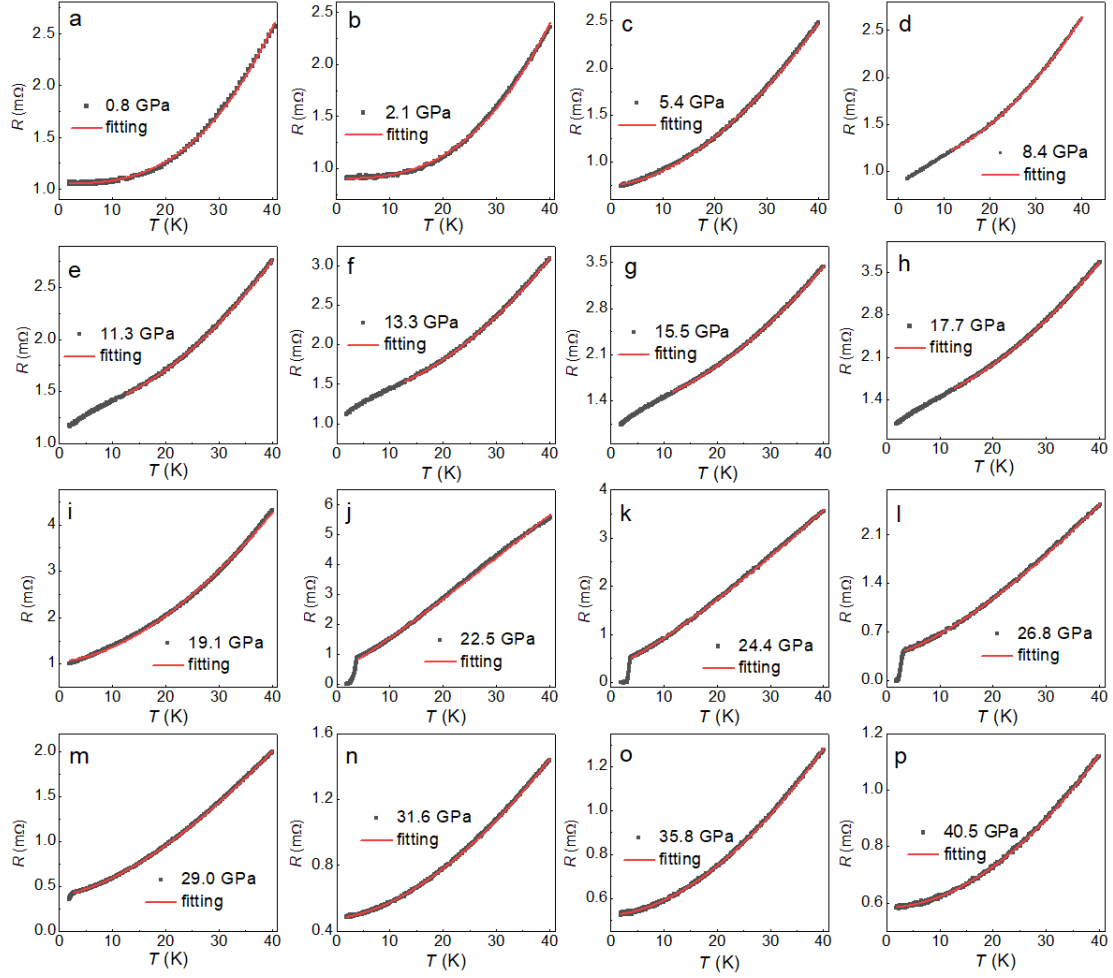 a
2.5
2.0
1.5
1.0
R (mΩ)
0.8 GPa
fitting
0 10 20 30 40
T (K)
b
2.5
2.0
1.5
1.0
R (mΩ)
2.1 GPa
fitting
0 10 20 30 40
T (K)
c
2.5
2.0
1.5
1.0
R (mΩ)
5.4 GPa
fitting
0 10 20 30 40
T (K)
d
2.5
2.0
1.5
1.0
R (mΩ)
8.4 GPa
fitting
0 10 20 30 40
T (K)
e
2.5
2.0
1.5
1.0
R (mΩ)
11.3 GPa
fitting
0 10 20 30 40
T (K)
f
3.0
2.5
2.0
1.5
1.0
R (mΩ)
13.3 GPa
fitting
0 10 20 30 40
T (K)
g
3.5
2.8
2.1
1.4
R (mΩ)
15.5 GPa
fitting
0 10 20 30 40
T (K)
h
3.5
2.8
2.1
1.4
R (mΩ)
17.7 GPa
fitting
0 10 20 30 40
T (K)
i
4
3
2
1
R (mΩ)
19.1 GPa
fitting
0 10 20 30 40
T (K)
j
6
5
4
3
2
1
0
R (mΩ)
22.5 GPa
fitting
0 10 20 30 40
T (K)
k
4
3
2
1
0
R (mΩ)
24.4 GPa
fitting
0 10 20 30 40
T (K)
l
2.1
1.4
0.7
0.0
R (mΩ)
26.8 GPa
fitting
0 10 20 30 40
T (K)
m
2.0
1.5
1.0
0.5
0.0
R (mΩ)
29.0 GPa
fitting
0 10 20 30 40
T (K)
n
1.6
1.2
0.8
0.4
R (mΩ)
31.6 GPa
fitting
0 10 20 30 40
T (K)
o
1.2
1.0
0.8
0.6
R (mΩ)
35.8 GPa
fitting
0 10 20 30 40
T (K)
p
1.2
1.0
0.8
0.6
R (mΩ)
40.5 GPa
fitting
0 10 20 30 40
T (K)